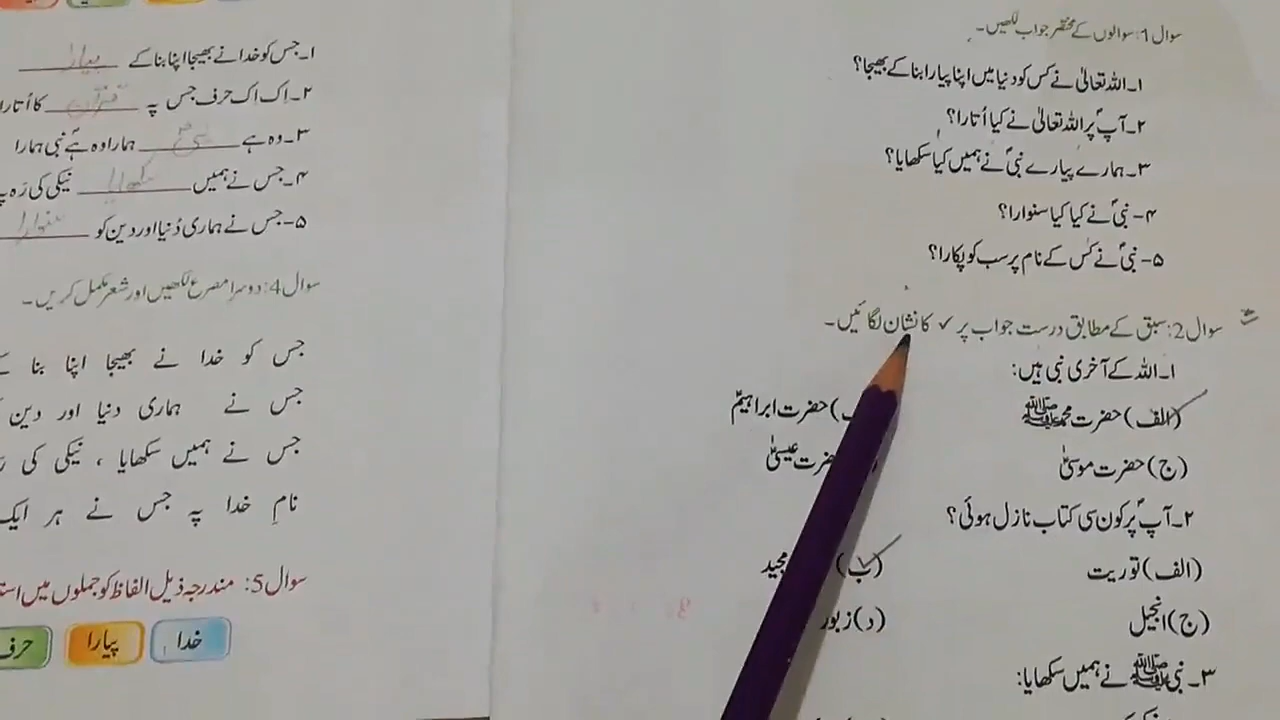 سوال 1: سوالوں کے مختصر جواب لکھیں۔
۱۔ اللہ تعالیٰ نے کس کو دنیا میں اپنا پیارا بنا کے بھیجا؟
۲۔ آپؐ پر اللہ تعالیٰ نے کیا اُتارا؟
۳۔ ہمارے پیارے نبیؐ نے ہمیں کیا سکھایا؟
۴۔ نبیؐ نے کیا کیا سنوارا؟
۵۔ نبیؐ نے کس کے نام پر سب کو پکارا؟
سوال 2: سبق کے مطابق درست جواب پر ✓ کا نشان لگائیں۔
۱۔ اللہ کے آخری نبی ہیں:
(الف) حضرت محمد ﷺ ) حضرت ابراہیمؑ
(ج) حضرت موسیٰؑ حضرت عیسیٰؑ
۲۔ آپؐ پر کون سی کتاب نازل ہوئی؟
(الف) توریت (ب) مجید
(ج) انجیل (د) زبور
۳۔ نبی ﷺ نے ہمیں سکھایا:
۱۔ جس کو خدا نے بھیجا اپنا بنا کے پیارا
۲۔ اِک اِک حرف جس پہ قرآن کا اُتارا
۳۔ وہ ہے ہمارا وہ ہے نبیؐ ہمارا
۴۔ جس نے ہمیں سکھایا نیکی کی رَہ پہ
۵۔ جس نے ہماری دُنیا اور دین کو سنوارا
سوال 4: دوسرا مصرع لکھیں اور شعر مکمل کریں۔
جس کو خدا نے بھیجا اپنا بنا کے
جس نے ہماری دنیا اور دین
جس نے ہمیں سکھایا ، نیکی کی
نامِ خدا پہ جس نے ہر ایک
سوال 5: مندرجہ ذیل الفاظ کو جملوں میں
خدا پیارا حرف